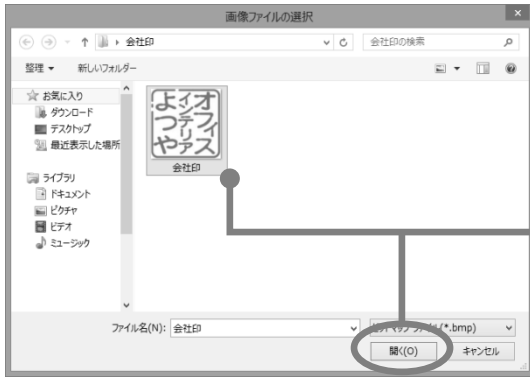 画像ファイルの選択
会社印
会社印の検索
整理 ▼ 新しいフォルダー
お気に入り
ダウンロード
デスクトップ
最近表示した場所
ライブラリ
ドキュメント
ピクチャ
ビデオ
ミュージック
オフィス
インテリア
よつや
会社印
ファイル名(N): 会社印
(*.bmp)
開く(O) キャンセル